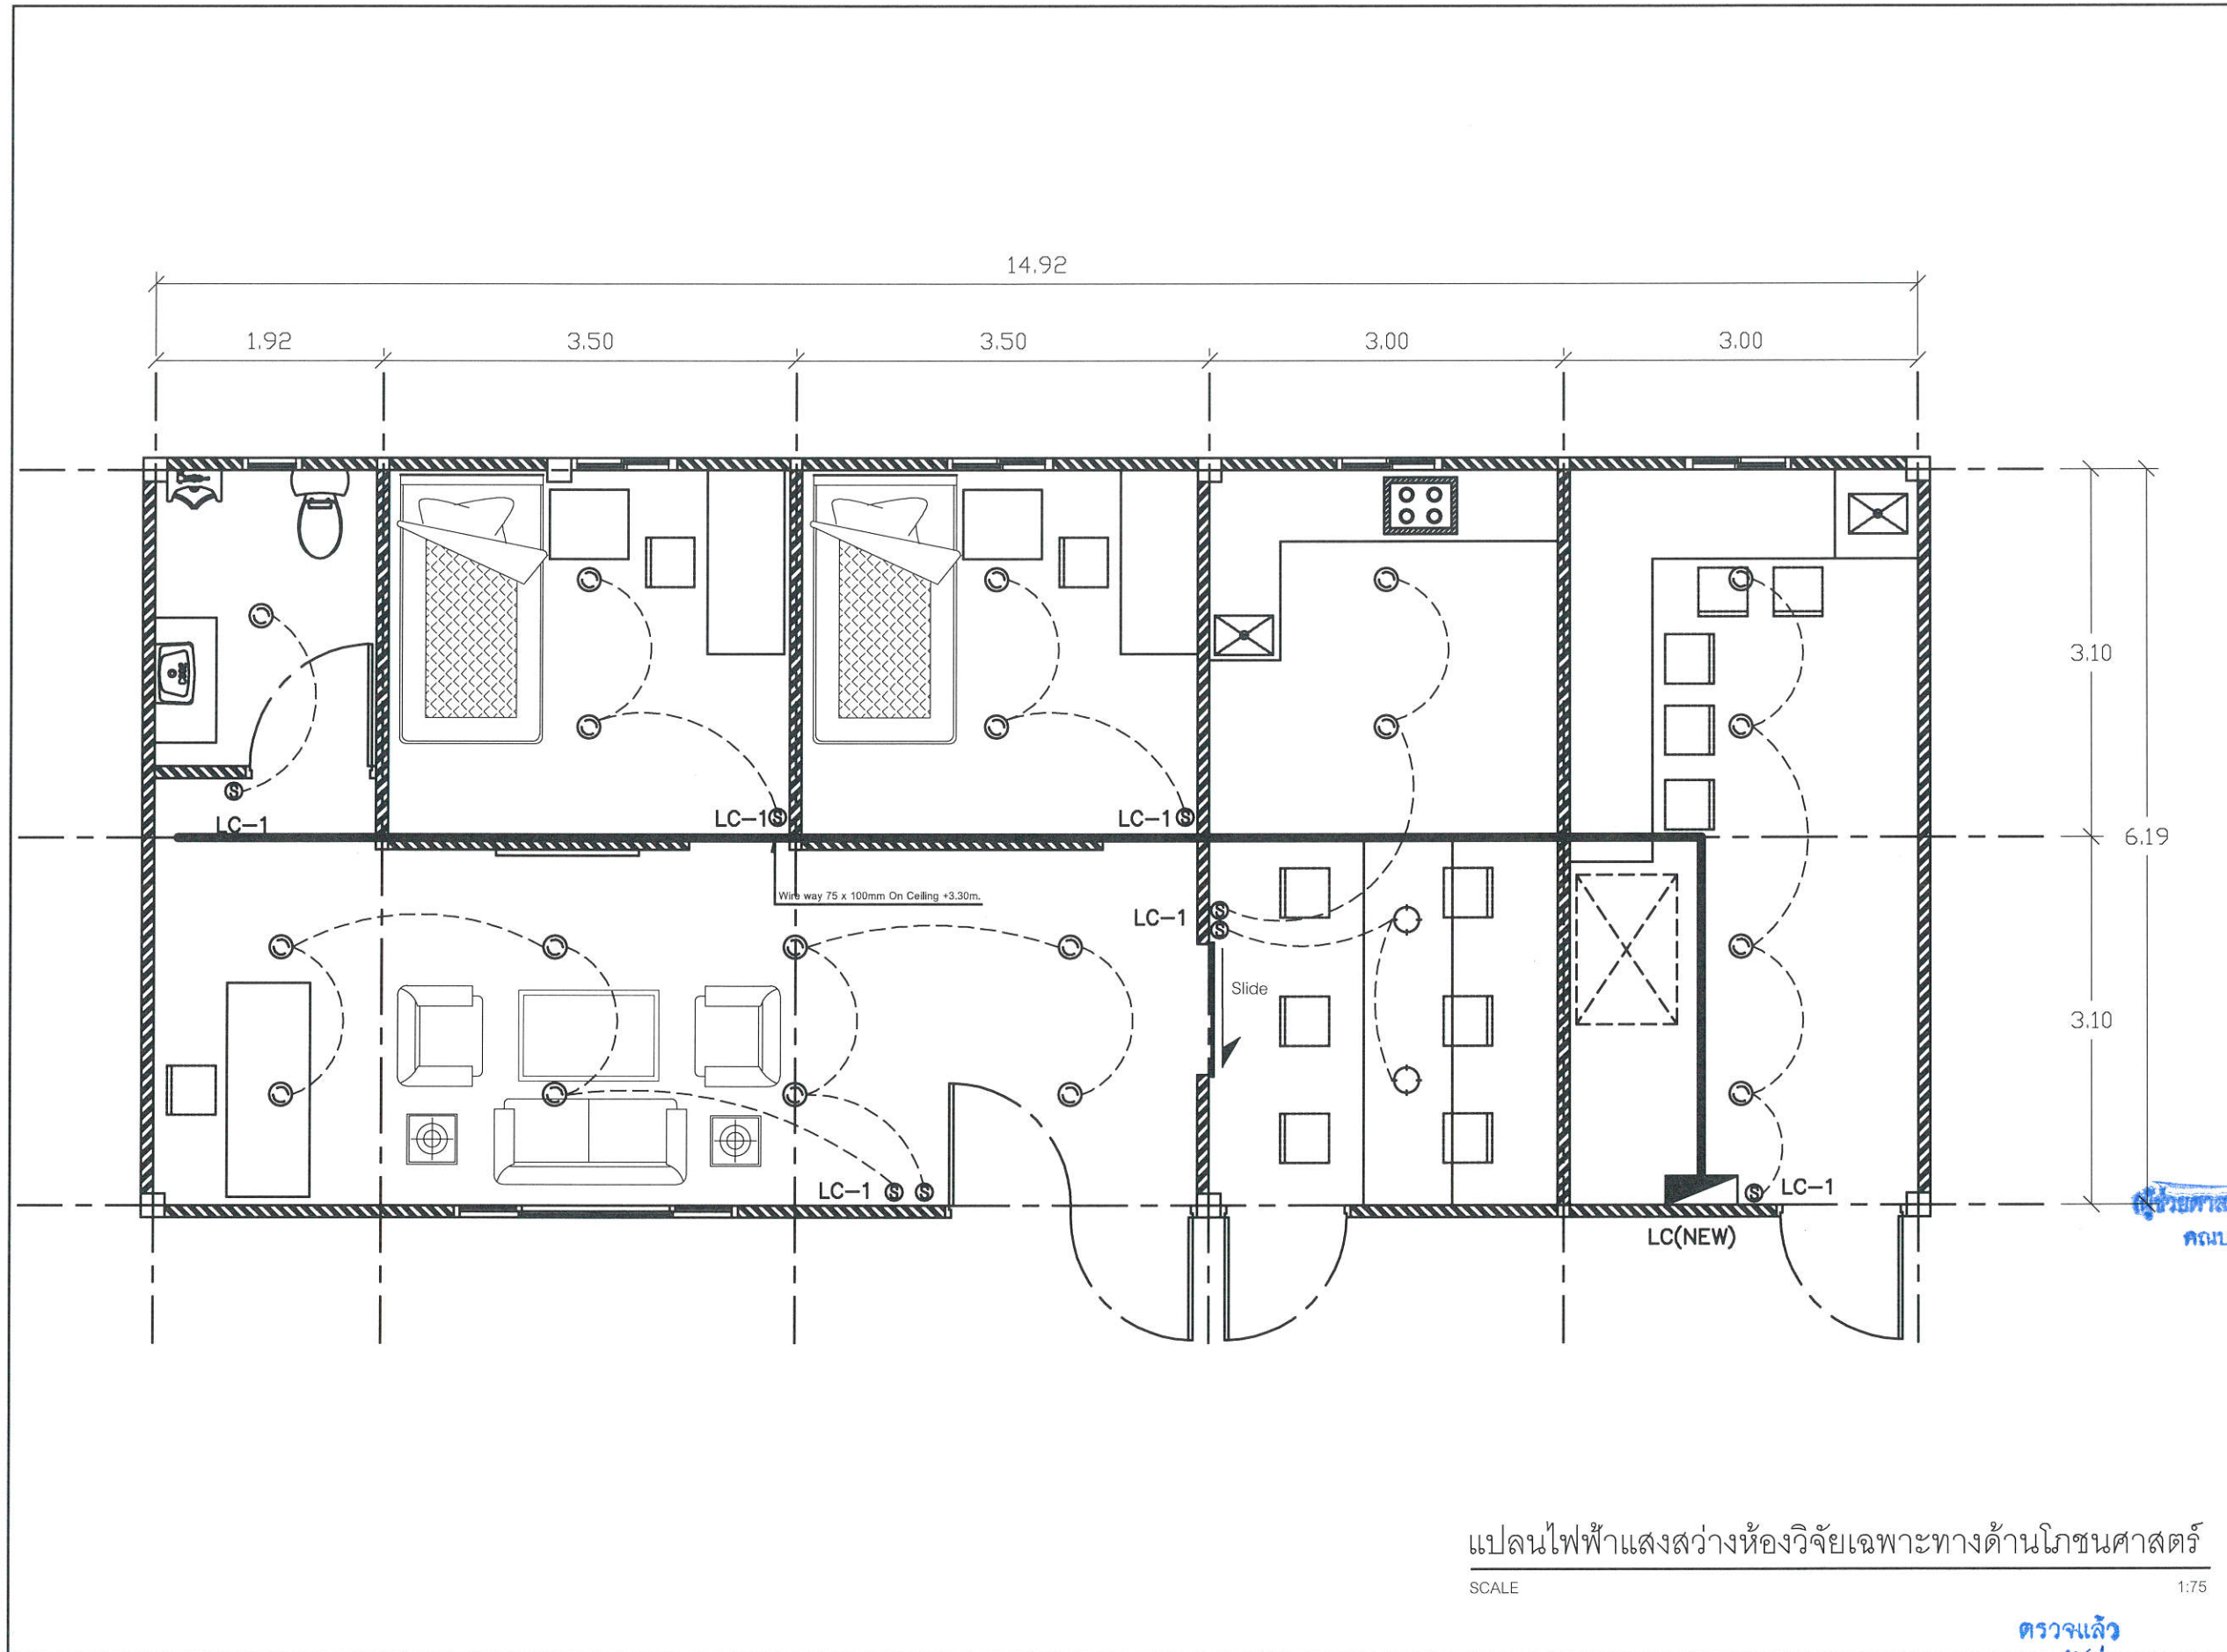 14.92
1.92
3.50
3.50
3.00
3.00
3.10
6.19
3.10
LC-1
LC-1
LC-1
Wire way 75 x 100mm On Ceiling +3.30m.
LC-1
Slide
LC-1
LC-1
LC(NEW)
S
S
S
S
S
S
S
S
แปลนไฟฟ้าแสงสว่างห้องวิจัยเฉพาะทางด้านโภชนศาสตร์
SCALE 1:75
ตรวจแล้ว